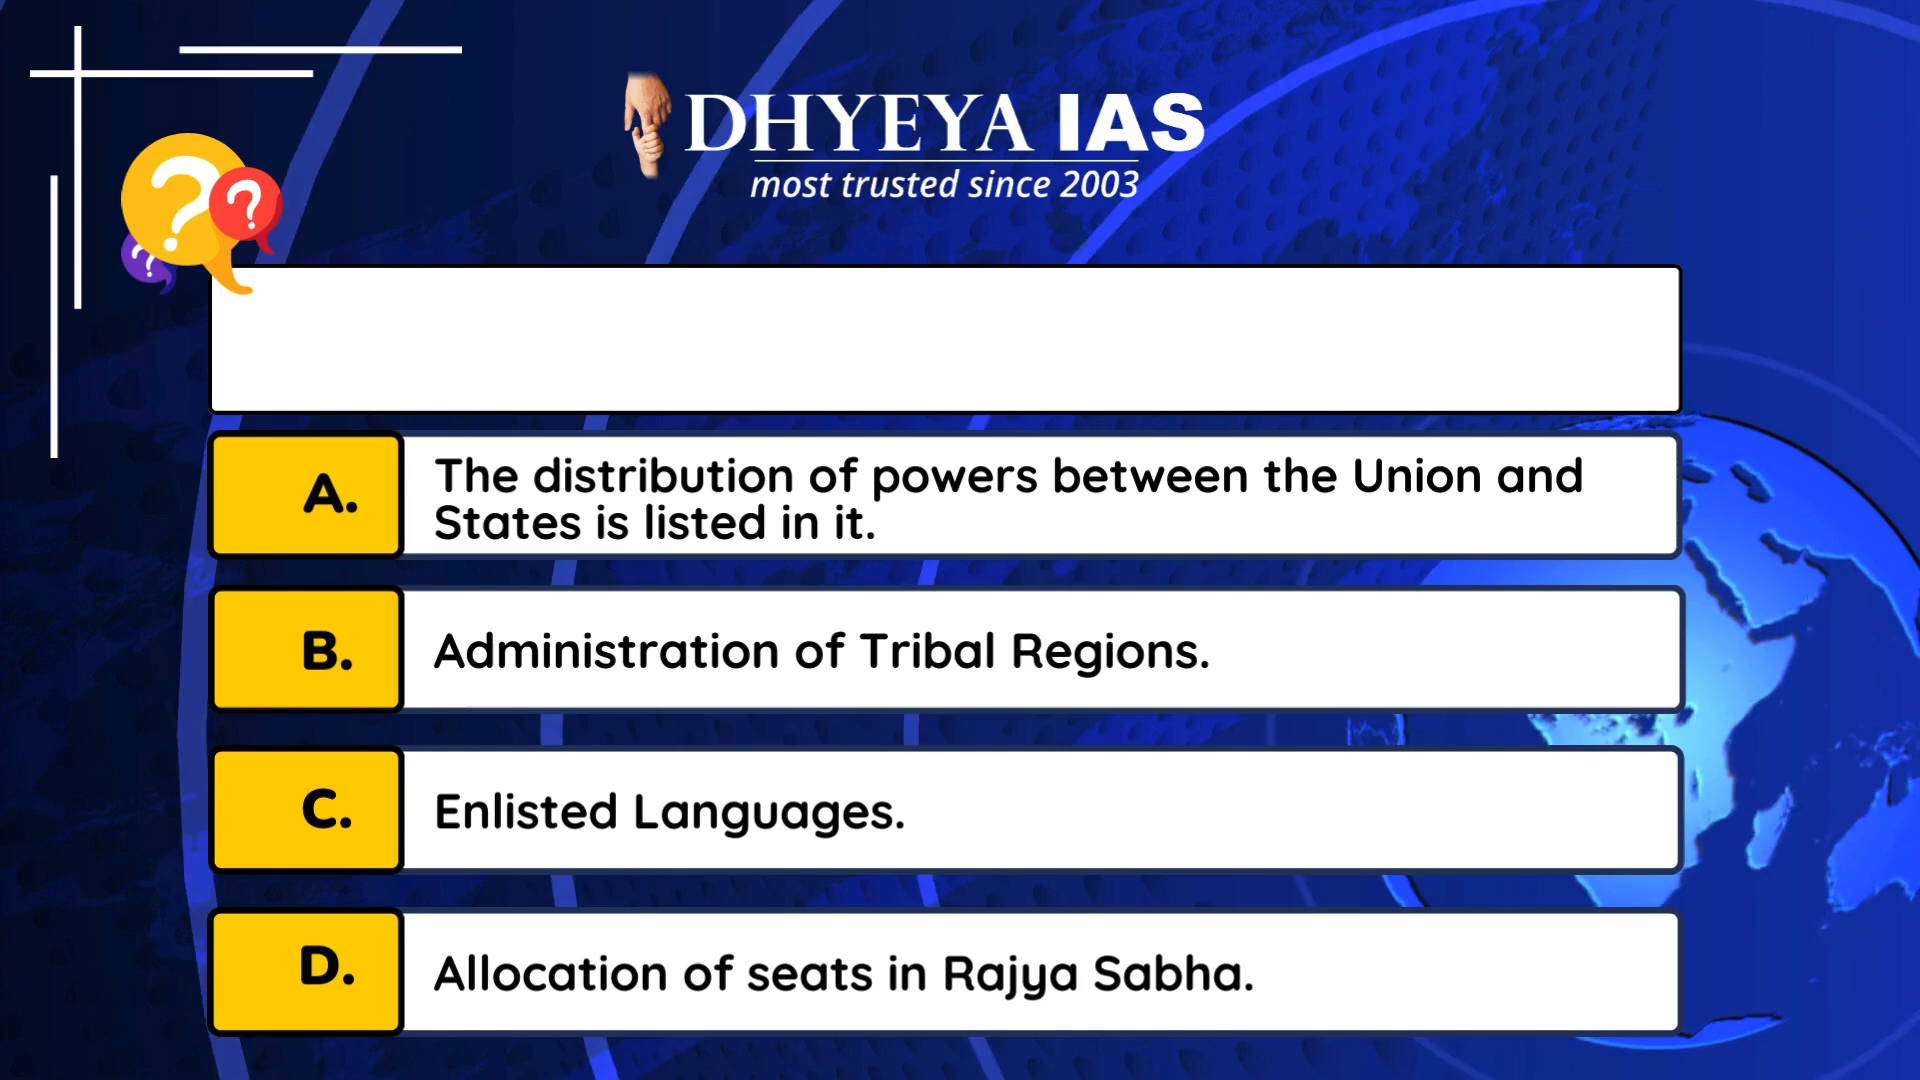 DHYEYA IAS
most trusted since 2003
A. The distribution of powers between the Union and
States is listed in it.
B. Administration of Tribal Regions.
C. Enlisted Languages.
D. Allocation of seats in Rajya Sabha.